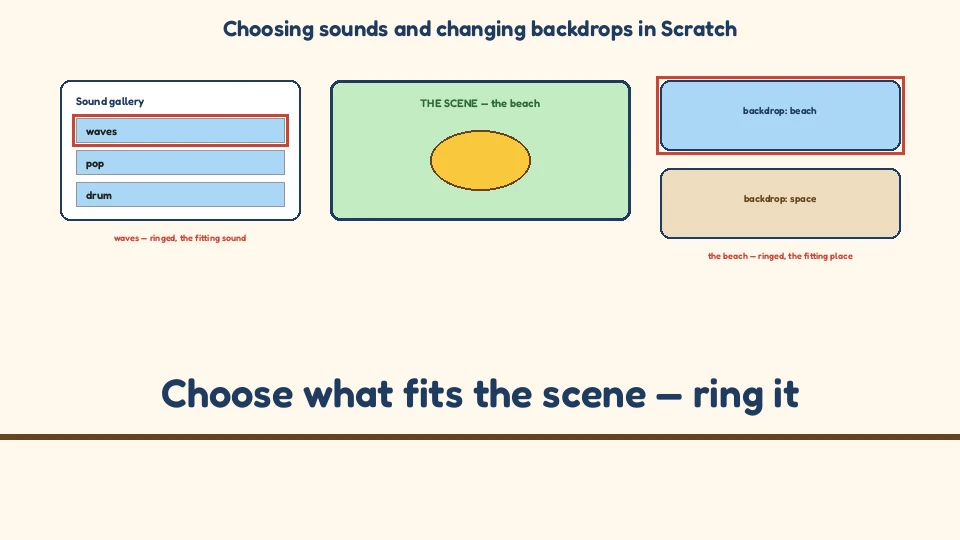 Choosing sounds and changing backdrops in Scratch
Sound gallery
waves
pop
drum
waves — ringed, the fitting sound
THE SCENE — the beach
backdrop: beach
backdrop: space
the beach — ringed, the fitting place
Choose what fits the scene — ring it